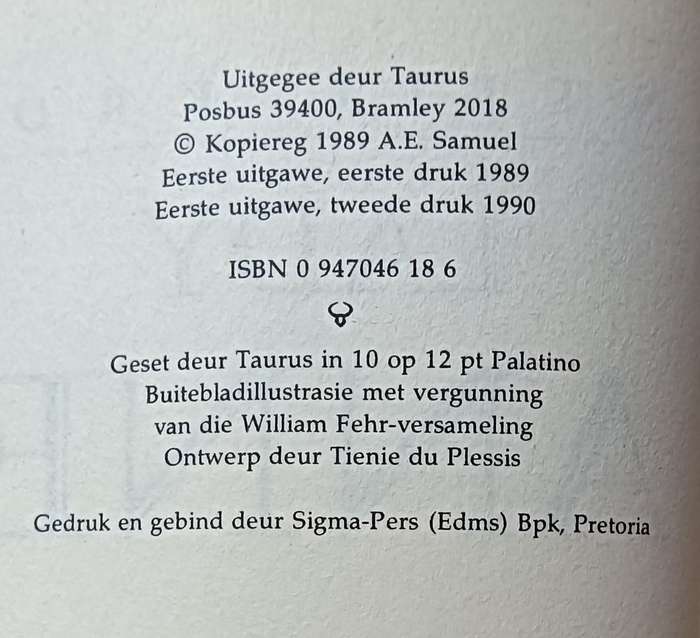 Uitgegee deur Taurus
Posbus 39400, Bramley 2018
© Kopiereg 1989 A.E. Samuel
Eerste uitgawe, eerste druk 1989
Eerste uitgawe, tweede druk 1990
ISBN 0 947046 18 6
Geset deur Taurus in 10 op 12 pt Palatino
Buitebladillustrasie met vergunning
van die William Fehr-versameling
Ontwerp deur Tienie du Plessis
Gedruk en gebind deur Sigma-Pers (Edms) Bpk, Pretoria